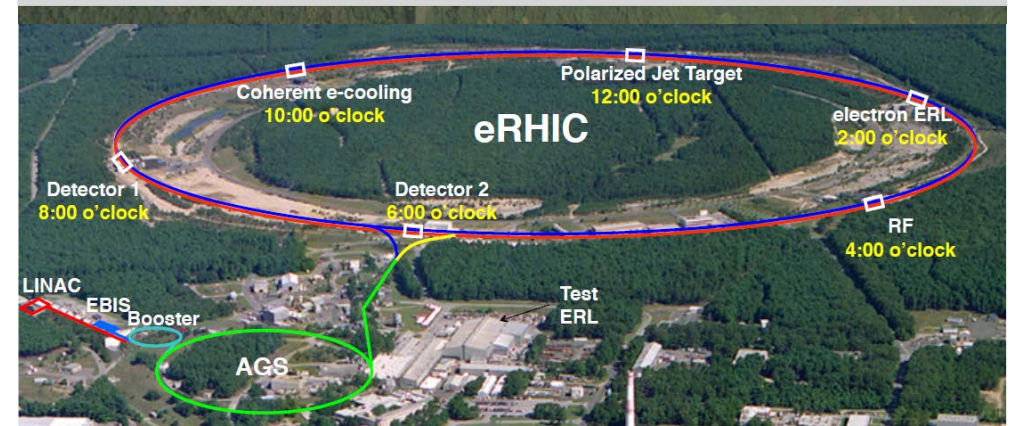 Polarized Jet Target
12:00 o'clock
Coherent e-cooling
10:00 o'clock
electron ERL
2:00 o'clock
eRHIC
Detector 1
8:00 o'clock
Detector 2
6:00 o'clock
RF
4:00 o'clock
LINAC
EBIS
Booster
Test
ERL
AGS